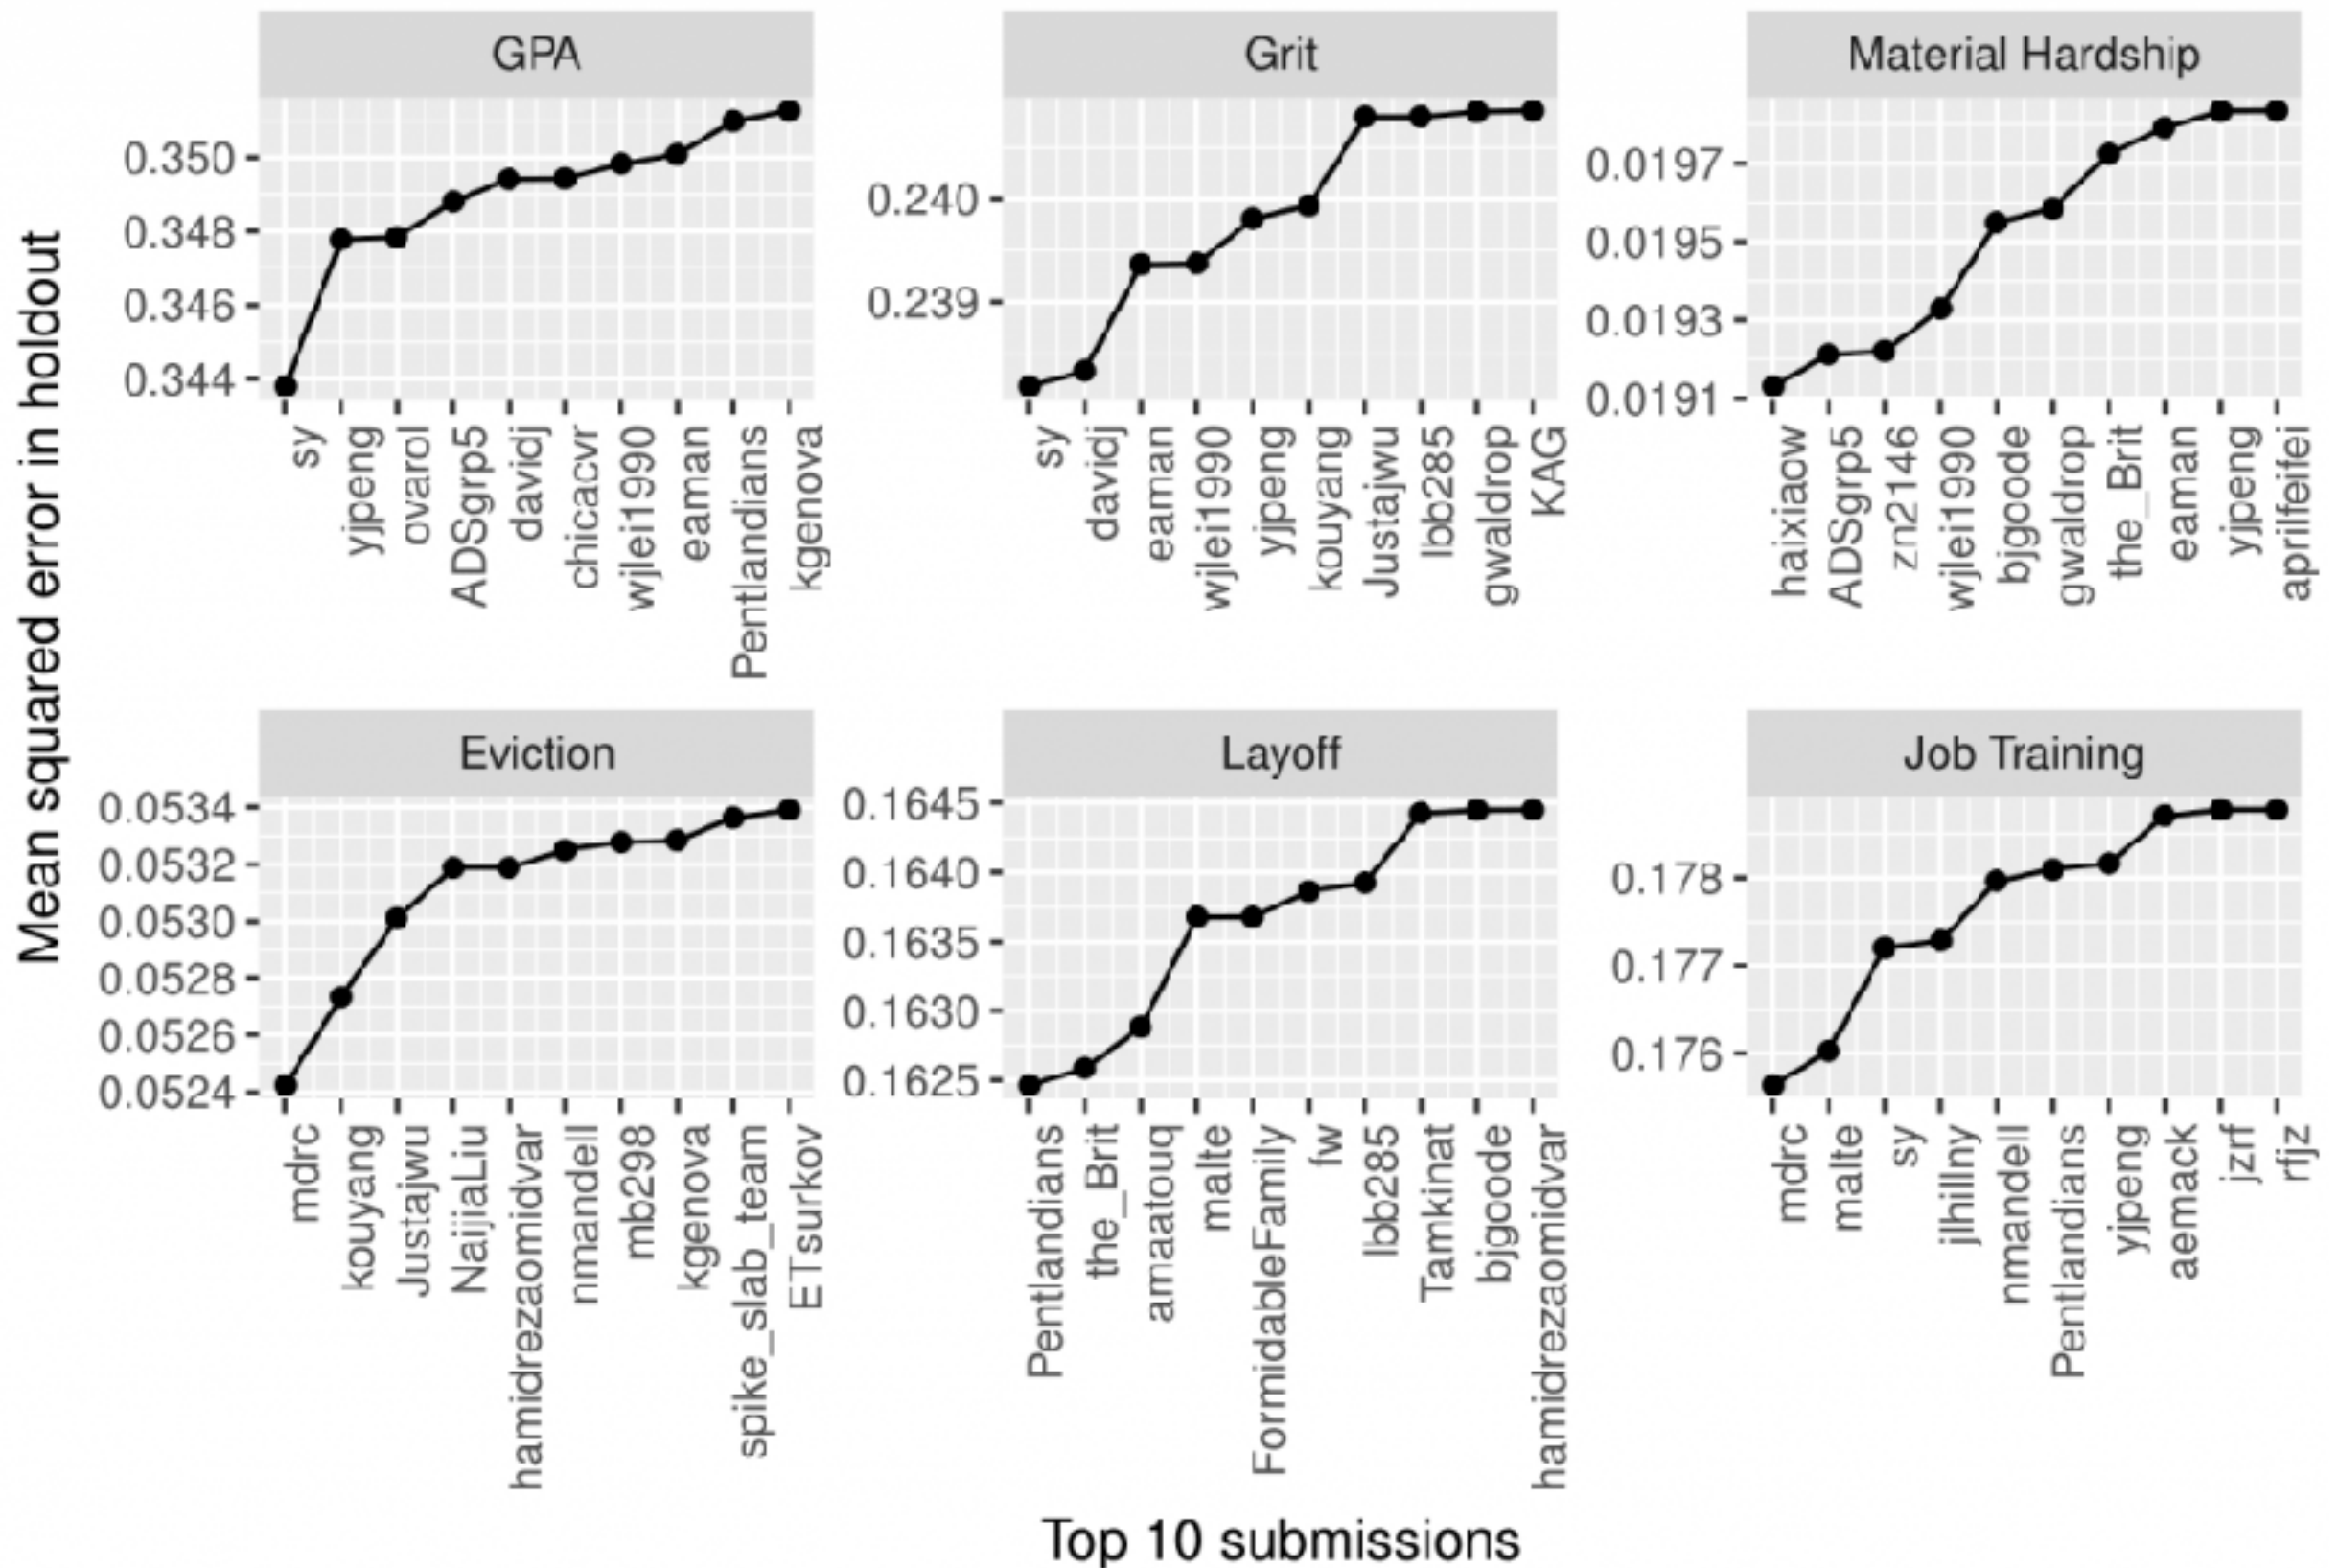 Mean squared error in holdout
GPA
0.350
0.348
0.346
0.344
sy
yjpeng
ovarol
ADSgrp5
davidj
chicacvr
wjlei1990
eaman
Pentlandians
kgenova
Grit
0.240
0.239
sy
davidj
eaman
wjlei1990
yjpeng
kouyang
Justajwu
lbb285
gwaldrop
KAG
Material Hardship
0.0197
0.0195
0.0193
0.0191
haixiaow
ADSgrp5
zn2146
wjlei1990
bjgoode
gwaldrop
the_Brit
eaman
yjpeng
aprilfeifei
Eviction
0.0534
0.0532
0.0530
0.0528
0.0526
0.0524
mdrc
kouyang
Justajwu
NaijiaLiu
hamidrezaomidvar
nmandell
mb298
kgenova
spike_slab_team
ETsurkov
Layoff
0.1645
0.1640
0.1635
0.1630
0.1625
Pentlandians
the_Brit
amaatouq
malte
FormidableFamily
fw
lbb285
Tamkinat
bjgoode
hamidrezaomidvar
Job Training
0.178
0.177
0.176
mdrc
malte
sy
jlhillny
nmandell
Pentlandians
yjpeng
aemack
jzrf
rfjz
Top 10 submissions